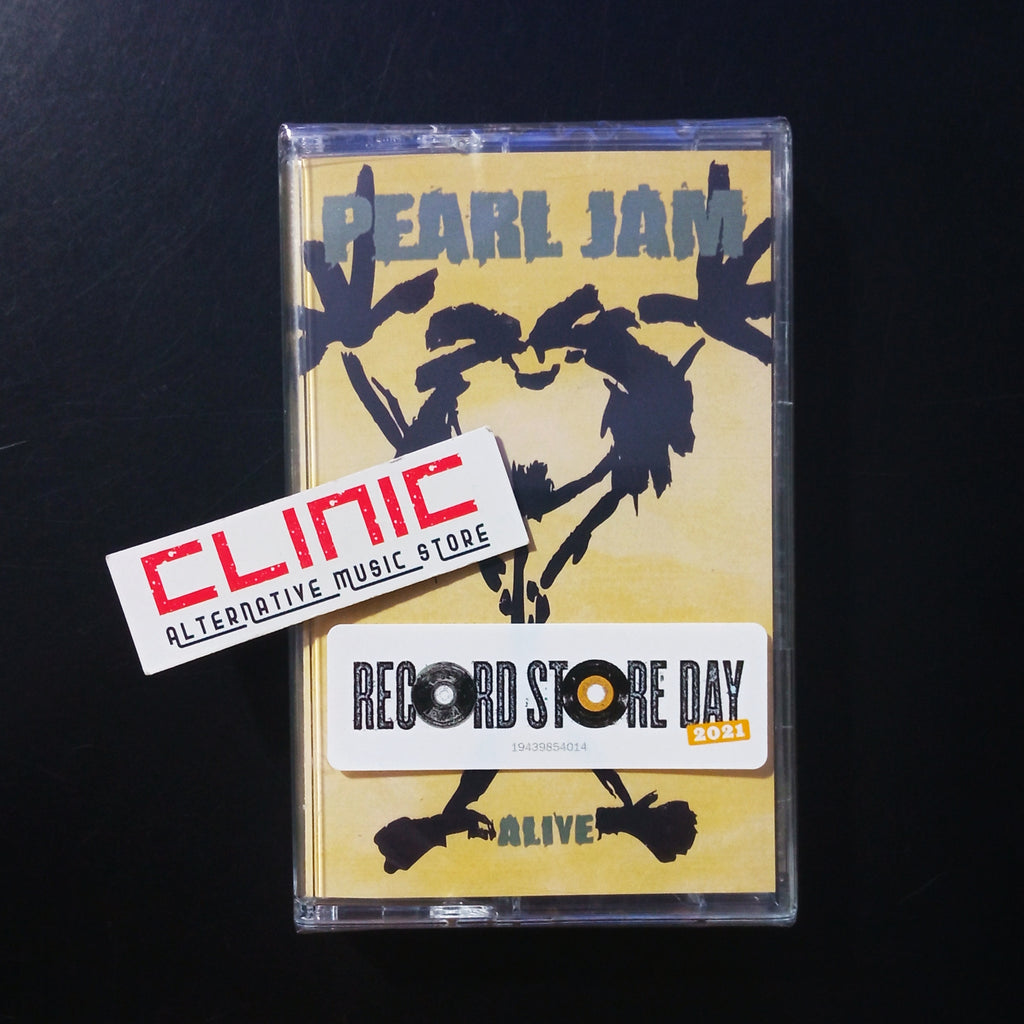 PEARL JAM
CLINIC
ALTERNATIVE MUSIC STORE
RECORD STORE DAY
2021
19439854014
ALIVE